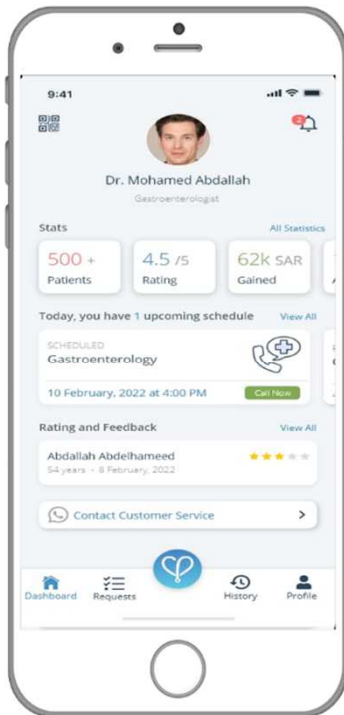 9:41
2
Dr. Mohamed Abdallah
Gastroenterologist
Stats
All Statistics
500 +
4.5 /5
62k SAR
Patients
Rating
Gained
Today, you have 1 upcoming schedule
View All
SCHEDULED
Gastroenterology
10 February, 2022 at 4:00 PM
Call Now
Rating and Feedback
View All
Abdallah Abdelhameed
54 years - 8 February, 2022
Contact Customer Service
Dashboard
Requests
History
Profile